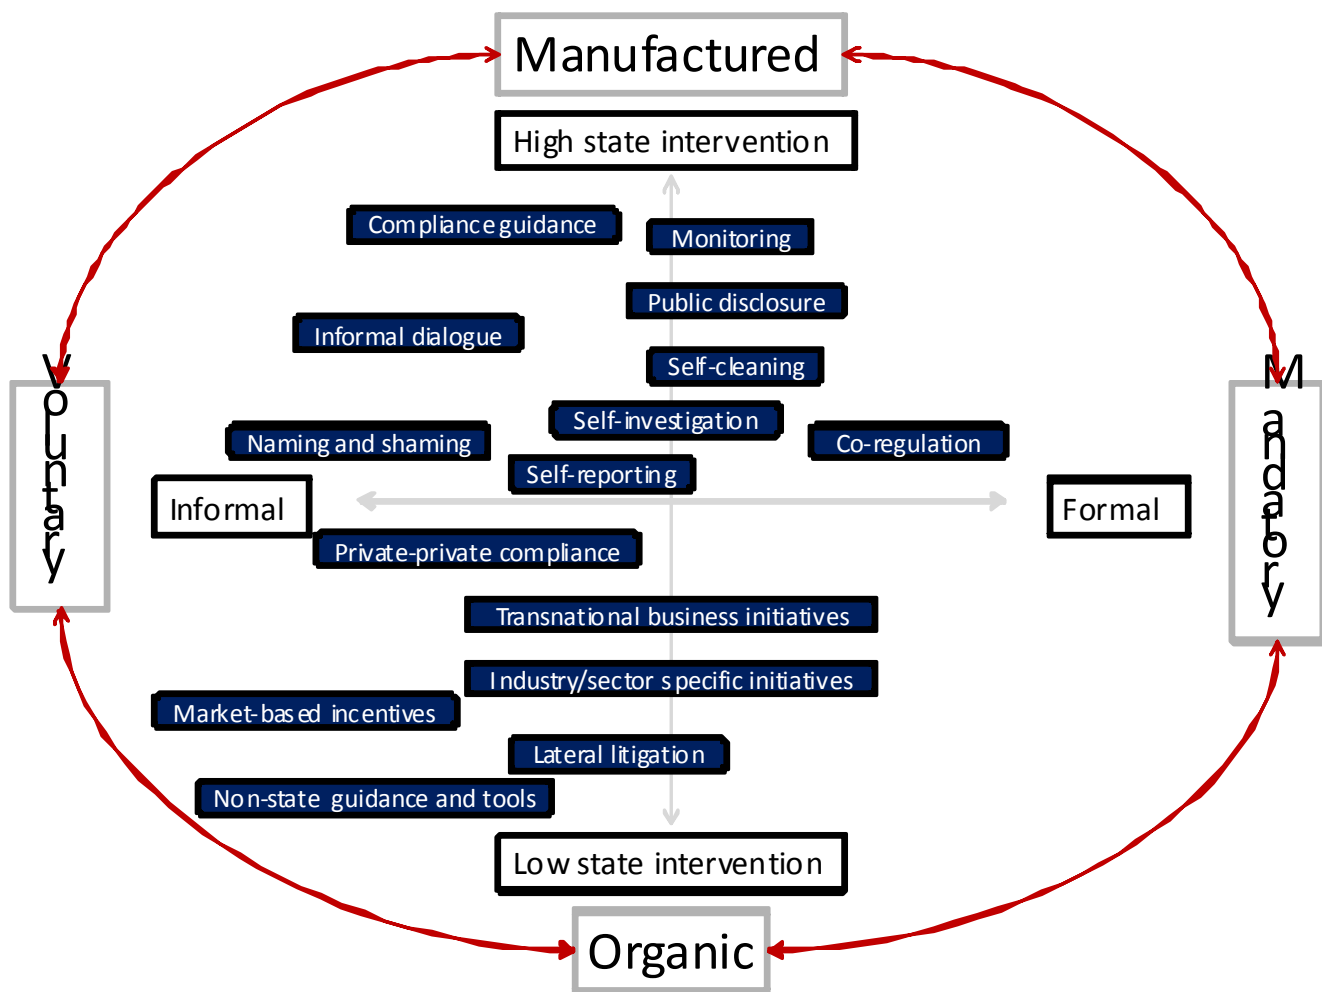 Manufactured
High state intervention
Compliance guidance
Monitoring
Public disclosure
Informal dialogue
Self-cleaning
Self-investigation
Naming and shaming
Co-regulation
Self-reporting
Voluntary
Mandatory
Informal
Formal
Private-private compliance
Transnational business initiatives
Industry/sector specific initiatives
Market-based incentives
Lateral litigation
Non-state guidance and tools
Low state intervention
Organic